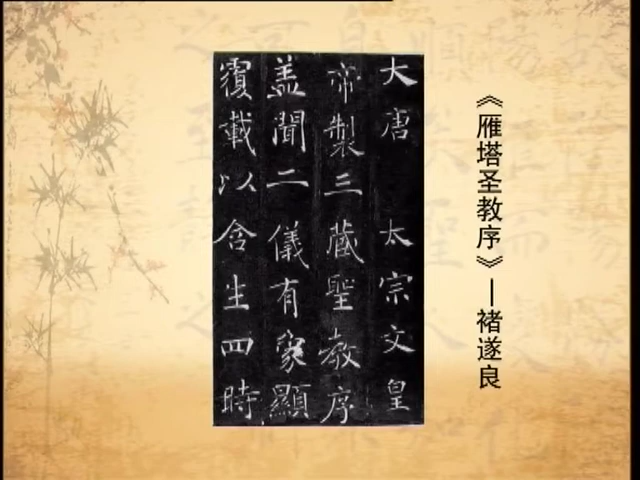 《雁塔圣教序》—褚遂良
大唐 太宗文皇
帝製三藏聖教序
盖聞二儀有象顯
覆載以含生四時